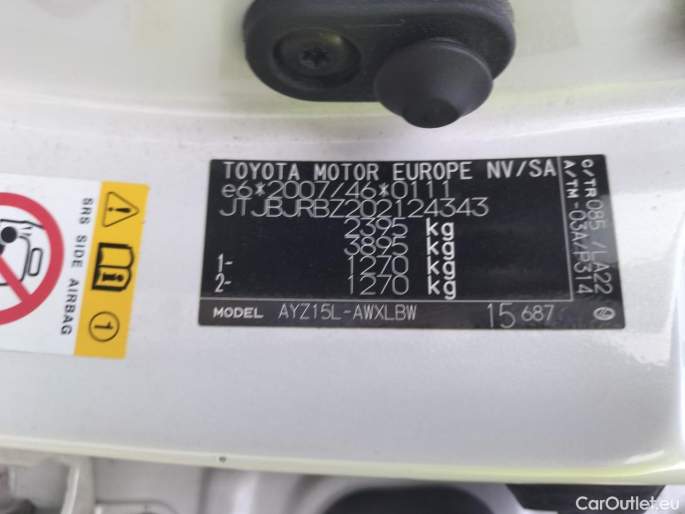 TOYOTA MOTOR EUROPE NV/SA
e6*2007/46*0111
JTJBJRBZ202124343
2395 kg
3895 kg
1- 1270 kg
2- 1270 kg
MODEL AYZ15L-AWXLBW 15 687
C/TR 085 /LA22
A/TM -03A/P314
SRS SIDE AIRBAG
1
CarOutlet.eu